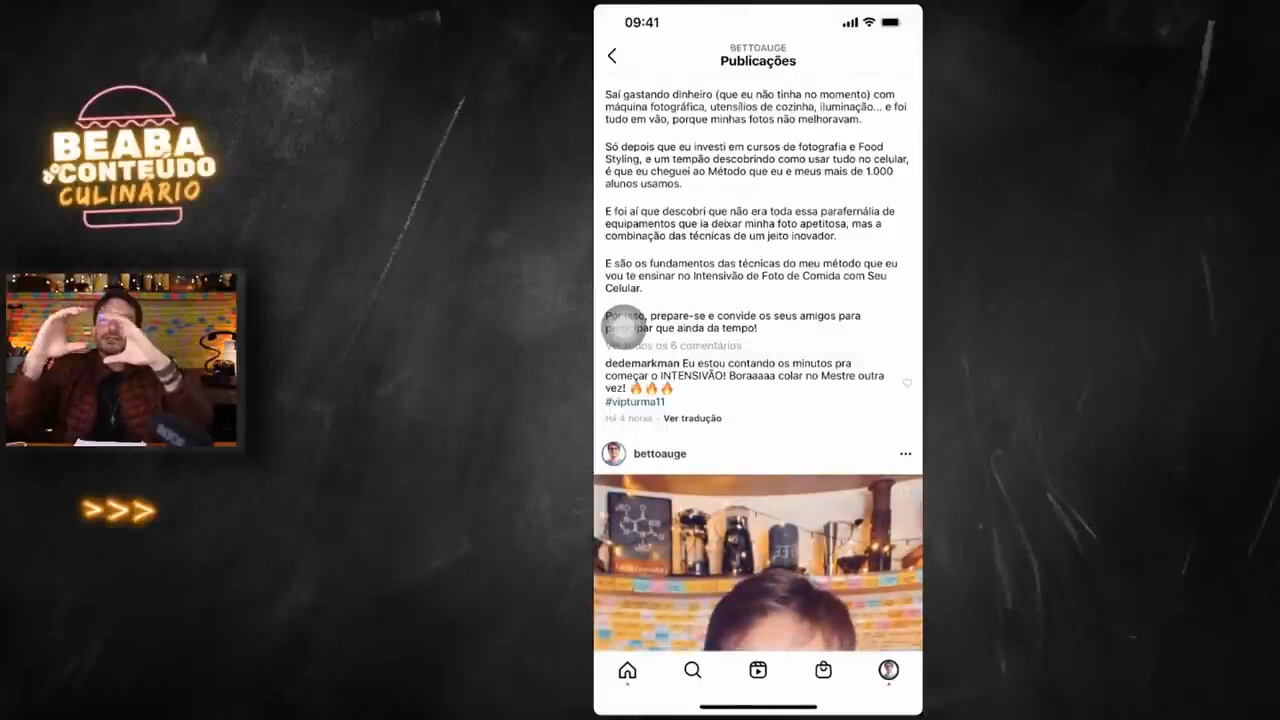 BEABA
DO CONTEÚDO
CULINÁRIO
>>>
09:41
BETTOAUGE
Publicações
Saí gastando dinheiro (que eu não tinha no momento) com
máquina fotográfica, utensílios de cozinha, iluminação... e foi
tudo em vão, porque minhas fotos não melhoravam.
Só depois que eu investi em cursos de fotografia e Food
Styling, e um tempão descobrindo como usar tudo no celular,
é que eu cheguei ao Método que eu e meus mais de 1.000
alunos usamos.
E foi aí que descobri que não era toda essa parafernália de
equipamentos que ia deixar minha foto apetitosa, mas a
combinação das técnicas de um jeito inovador.
E são os fundamentos das técnicas do meu método que eu
vou te ensinar no Intensivão de Foto de Comida com Seu
Celular.
Por isso, prepare-se e convide os seus amigos para
participar que ainda da tempo!
Ver todos os 6 comentários
dedemarkman Eu estou contando os minutos pra
começar o INTENSIVÃO! Boraaaaa colar no Mestre outra
vez! 🔥🔥🔥
#vipturma11
Há 4 horas · Ver tradução
bettoauge